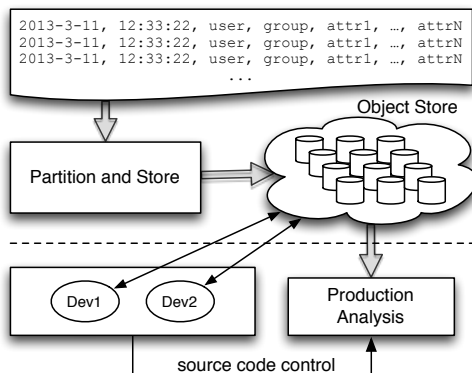 2013-3-11, 12:33:22, user, group, attr1, …, attrN
2013-3-11, 12:33:22, user, group, attr1, …, attrN
2013-3-11, 12:33:22, user, group, attr1, …, attrN
...
Object Store
Partition and Store
Dev1
Dev2
Production
Analysis
source code control